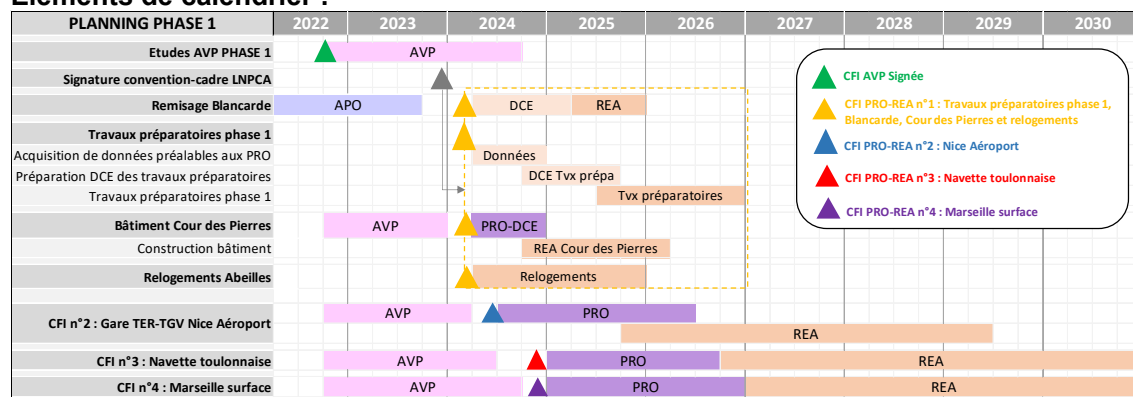 Eléments de calendrier :
PLANNING PHASE 1 2022 2023 2024 2025 2026 2027 2028 2029 2030
Etudes AVP PHASE 1 AVP
Signature convention-cadre LNPCA
Remisage Blancarde APO DCE REA
Travaux préparatoires phase 1
Acquisition de données préalables aux PRO Données
Préparation DCE des travaux préparatoires DCE Tvx prépa
Travaux préparatoires phase 1 Tvx préparatoires
Bâtiment Cour des Pierres AVP PRO-DCE
Construction bâtiment REA Cour des Pierres
Relogements Abeilles Relogements
CFI n°2 : Gare TER-TGV Nice Aéroport AVP PRO
REA
CFI n°3 : Navette toulonnaise AVP PRO REA
CFI n°4 : Marseille surface AVP PRO REA
CFI AVP Signée
CFI PRO-REA n°1 : Travaux préparatoires phase 1,
Blancarde, Cour des Pierres et relogements
CFI PRO-REA n°2 : Nice Aéroport
CFI PRO-REA n°3 : Navette toulonnaise
CFI PRO-REA n°4 : Marseille surface